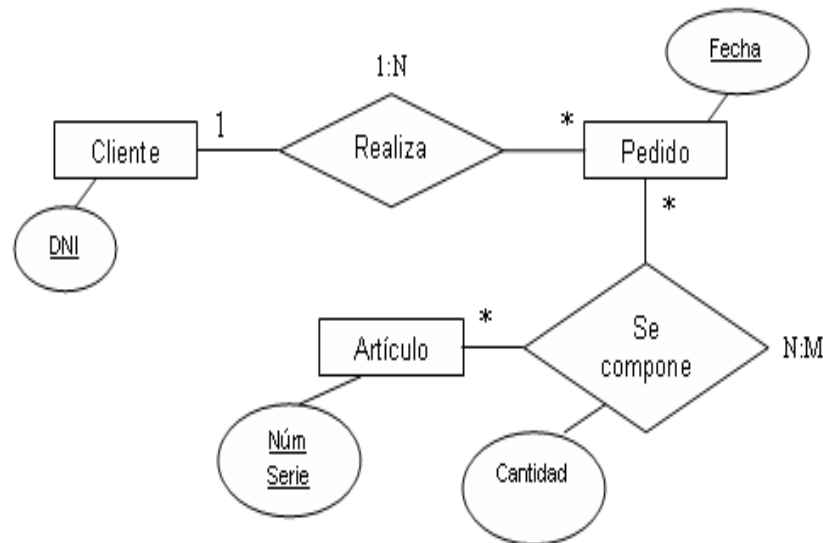 Fecha
1:N
1
*
Cliente
Realiza
Pedido
*
DNI
*
Se
compone
N:M
Artículo
Núm
Serie
Cantidad